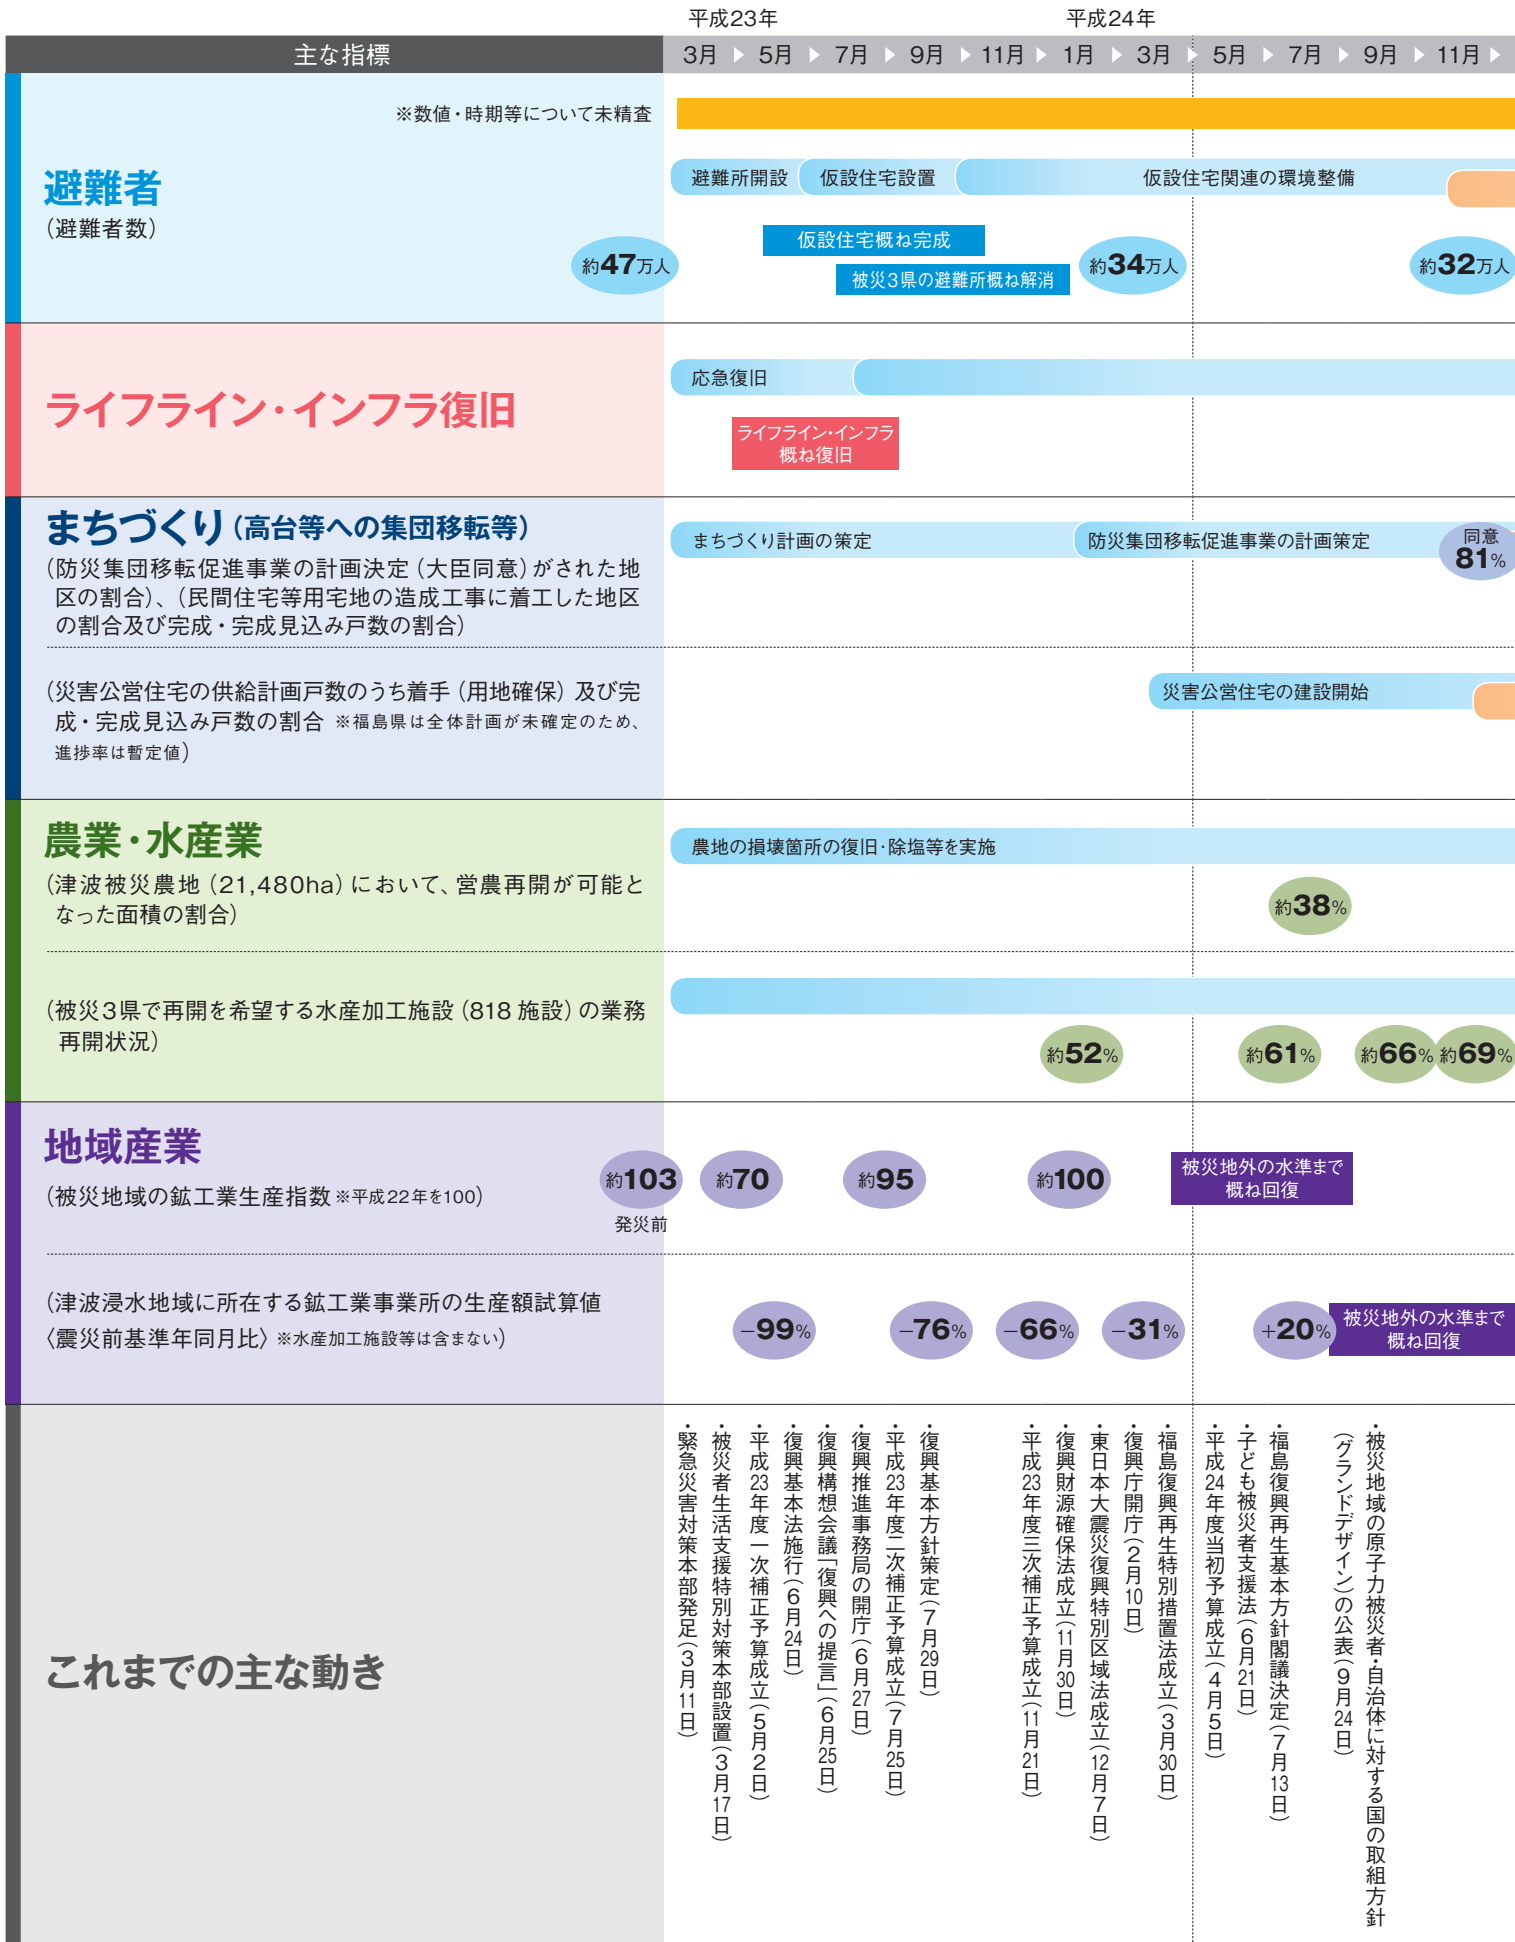 平成23年
平成24年
主な指標
3月 ▶ 5月 ▶ 7月 ▶ 9月 ▶ 11月 ▶ 1月 ▶ 3月 ▶ 5月 ▶ 7月 ▶ 9月 ▶ 11月 ▶
※数値・時期等について未精査
避難者
(避難者数)
避難所開設
仮設住宅設置
仮設住宅関連の環境整備
仮設住宅概ね完成
被災3県の避難所概ね解消
約47万人
約34万人
約32万人
ライフライン・インフラ復旧
応急復旧
ライフライン・インフラ
概ね復旧
まちづくり(高台等への集団移転等)
(防災集団移転促進事業の計画決定(大臣同意)がされた地
区の割合)、(民間住宅等用宅地の造成工事に着工した地区
の割合及び完成・完成見込み戸数の割合)
まちづくり計画の策定
防災集団移転促進事業の計画策定
同意
81%
(災害公営住宅の供給計画戸数のうち着手(用地確保)及び完
成・完成見込み戸数の割合 ※福島県は全体計画が未確定のため、
進捗率は暫定値)
災害公営住宅の建設開始
農業・水産業
(津波被災農地(21,480ha)において、営農再開が可能と
なった面積の割合)
農地の損壊箇所の復旧・除塩等を実施
約38%
(被災3県で再開を希望する水産加工施設(818施設)の業務
再開状況)
約52%
約61%
約66%
約69%
地域産業
(被災地域の鉱工業生産指数 ※平成22年を100)
約103
発災前
約70
約95
約100
被災地外の水準まで
概ね回復
(津波浸水地域に所在する鉱工業事業所の生産額試算値
〈震災前基準年同月比〉 ※水産加工施設等は含まない)
−99%
−76%
−66%
−31%
+20%
被災地外の水準まで
概ね回復
これまでの主な動き
・緊急災害対策本部発足(3月11日)
・被災者生活支援特別対策本部設置(3月17日)
・平成23年度一次補正予算成立(5月2日)
・復興基本法施行(6月24日)
・復興構想会議「復興への提言」(6月25日)
・復興推進事務局の開庁(6月27日)
・平成23年度二次補正予算成立(7月25日)
・復興基本方針策定(7月29日)
・平成23年度三次補正予算成立(11月21日)
・復興財源確保法成立(11月30日)
・東日本大震災復興特別区域法成立(12月7日)
・復興庁開庁(2月10日)
・福島復興再生特別措置法成立(3月30日)
・平成24年度当初予算成立(4月5日)
・子ども被災者支援法(6月21日)
・福島復興再生基本方針閣議決定(7月13日)
・被災地域の原子力被災者・自治体に対する国の取組方針
(グランドデザイン)の公表(9月24日)